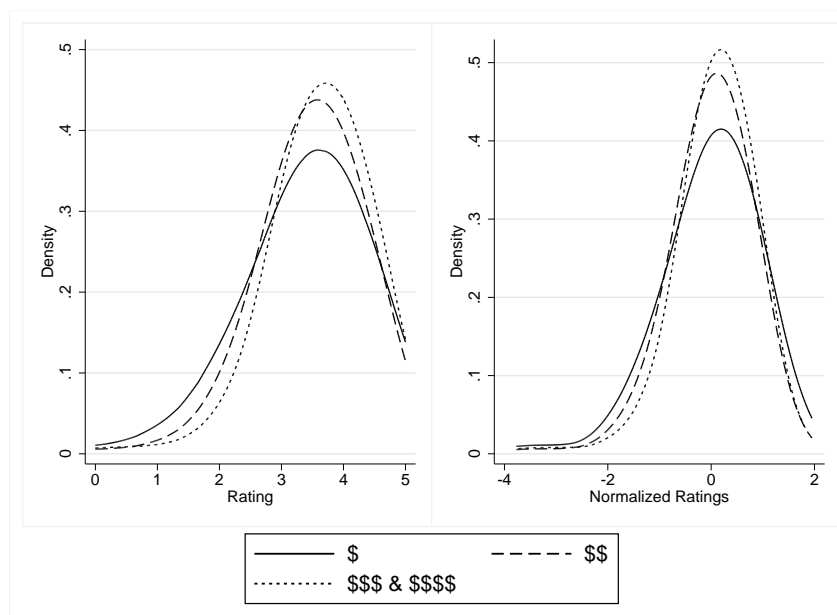 .5
.4
.3
.2
.1
0
Density
0 1 2 3 4 5
Rating
.5
.4
.3
.2
.1
0
Density
-4 -2 0 2
Normalized Ratings
$ $$
$$$ & $$$$